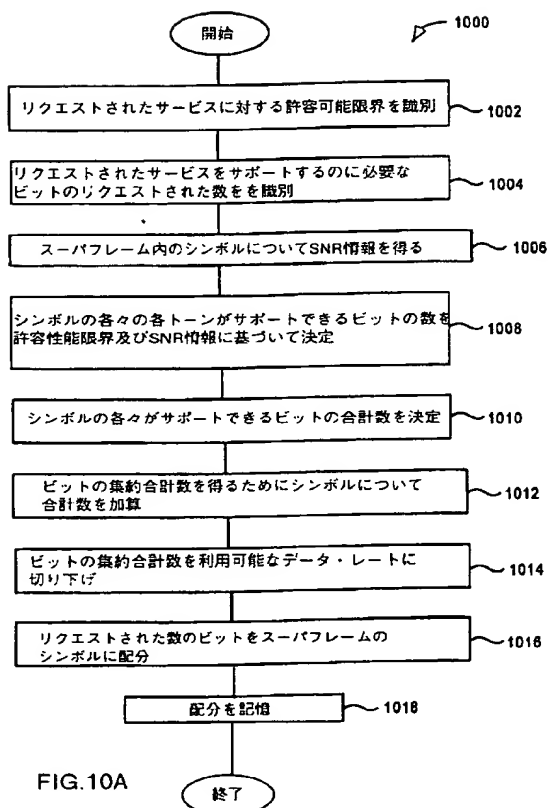 開始
1000
リクエストされたサービスに対する許容可能限界を識別
1002
リクエストされたサービスをサポートするのに必要な
ビットのリクエストされた数をを識別
1004
スーパフレーム内のシンボルについてSNR情報を得る
1006
シンボルの各々の各トーンがサポートできるビットの数を
許容性能限界及びSNR情報に基づいて決定
1008
シンボルの各々がサポートできるビットの合計数を決定
1010
ビットの集約合計数を得るためにシンボルについて
合計数を加算
1012
ビットの集約合計数を利用可能なデータ・レートに
切り下げ
1014
リクエストされた数のビットをスーパフレームの
シンボルに配分
1016
配分を記憶
1018
FIG.10A
終了